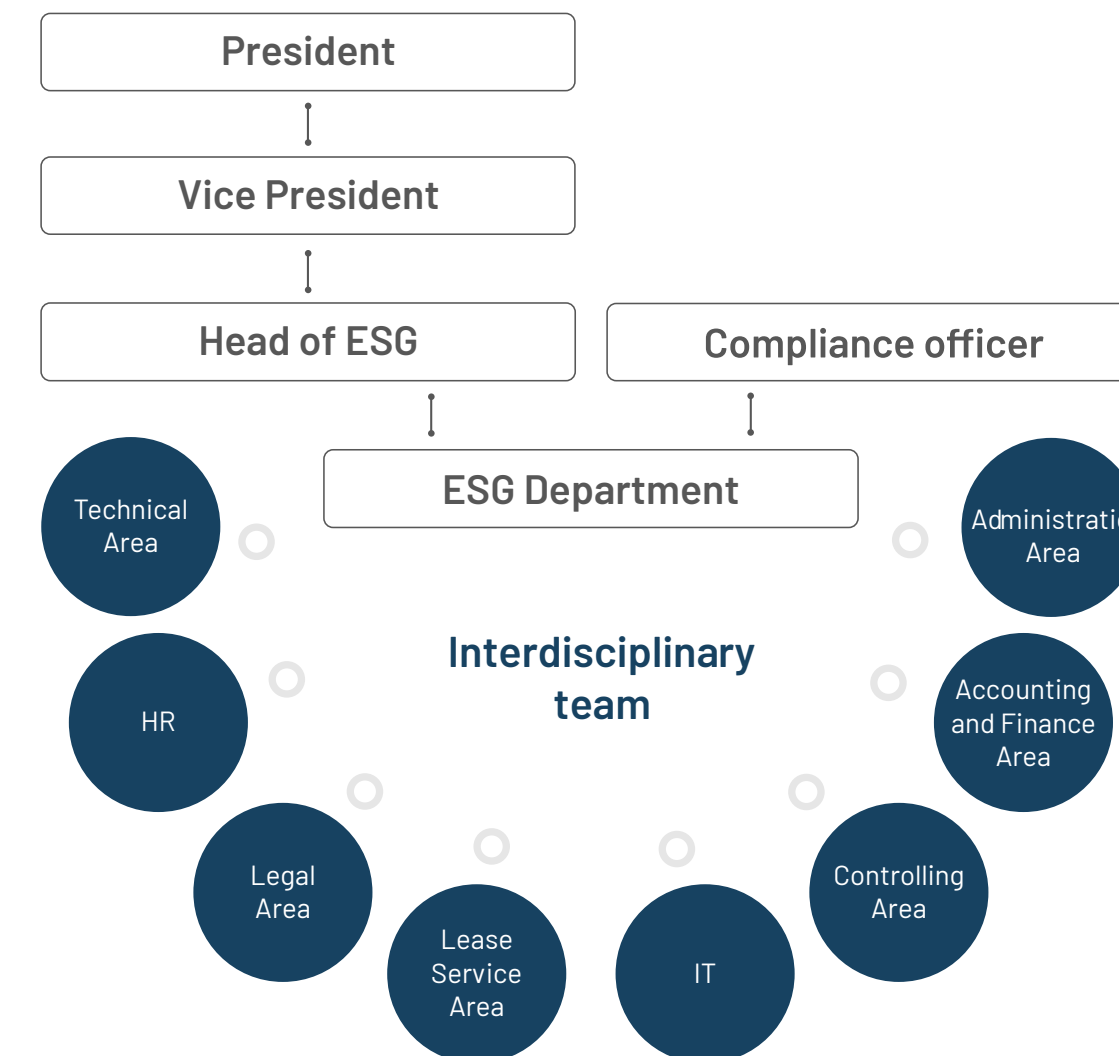 President
Vice President
Head of ESG
Compliance officer
ESG Department
Technical
Area
Area
Interdisciplinary
team
HR
Accounting
and Finance
Area
Legal
Area
Controlling
Area
Lease
Service
Area
IT